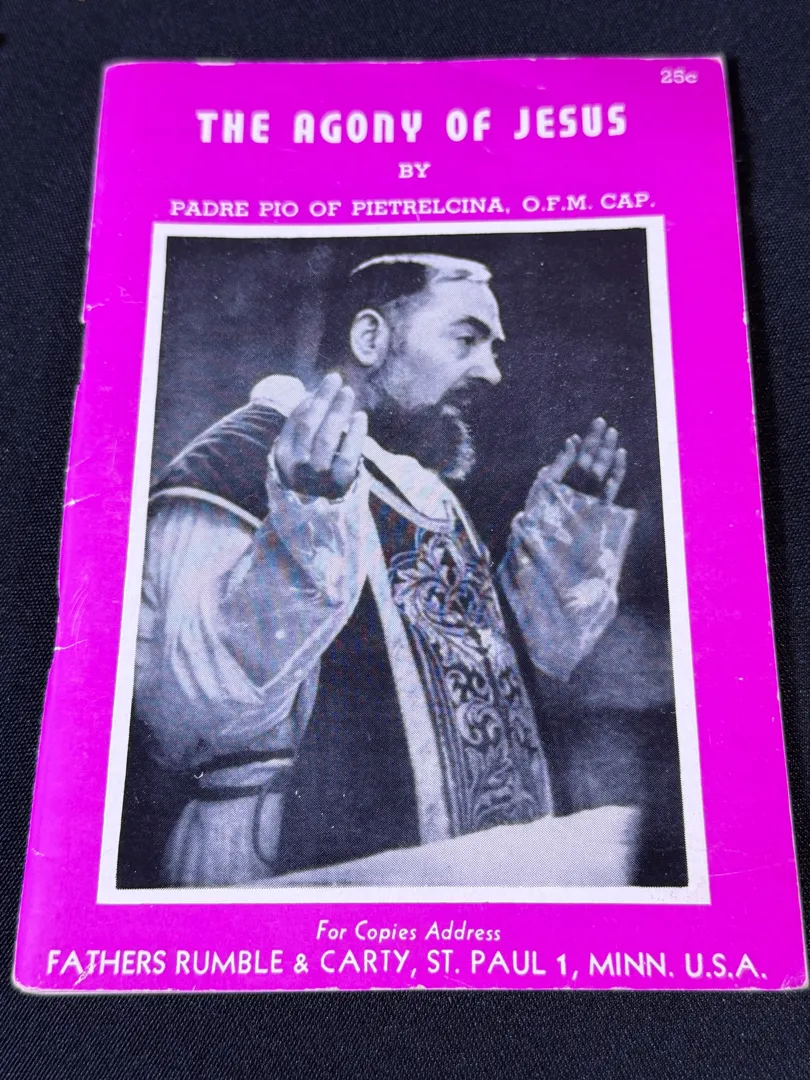 25c
THE AGONY OF JESUS
BY
PADRE PIO OF PIETRELCINA, O.F.M. CAP.
For Copies Address
FATHERS RUMBLE & CARTY, ST. PAUL 1, MINN. U.S.A.